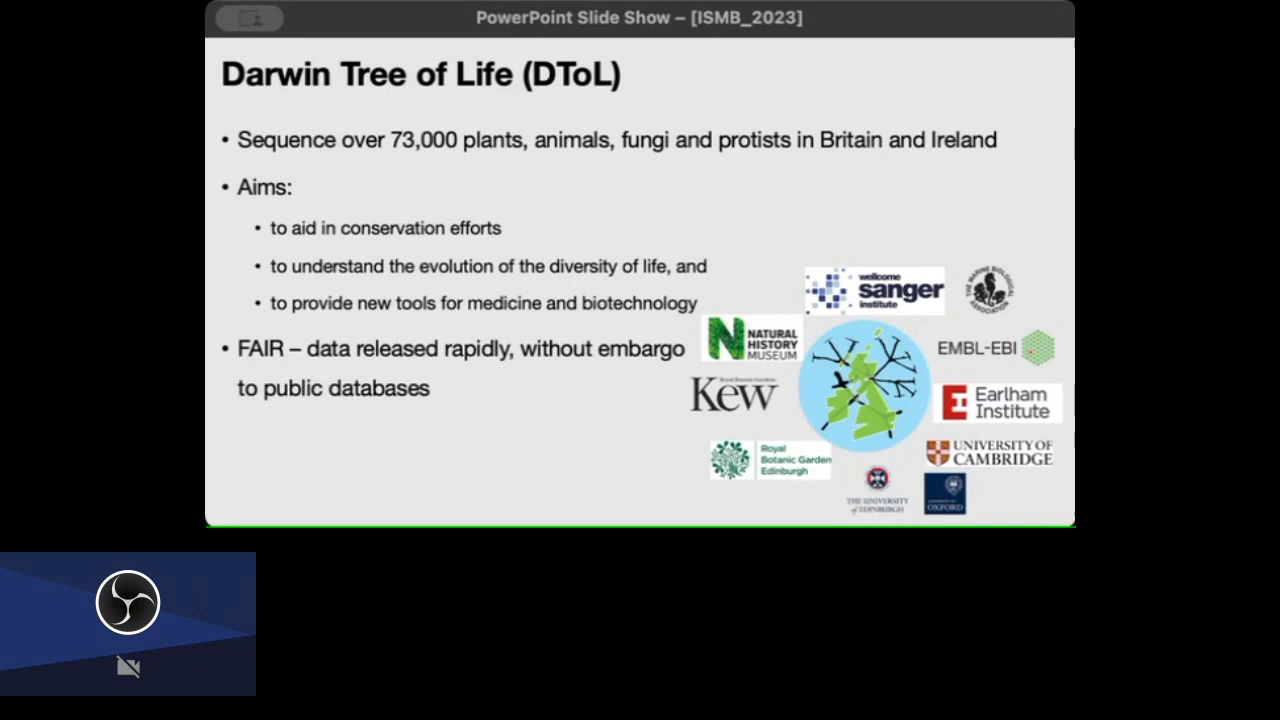 PowerPoint Slide Show – [ISMB_2023]
Darwin Tree of Life (DToL)
• Sequence over 73,000 plants, animals, fungi and protists in Britain and Ireland
• Aims:
• to aid in conservation efforts
• to understand the evolution of the diversity of life, and
• to provide new tools for medicine and biotechnology
• FAIR – data released rapidly, without embargo
to public databases
wellcome
sanger
institute
THE MARINE BIOLOGICAL ASSOCIATION
NATURAL
HISTORY
MUSEUM
EMBL-EBI
Royal Botanic Gardens
Kew
Earlham
Institute
Royal
Botanic Garden
Edinburgh
UNIVERSITY OF
CAMBRIDGE
THE UNIVERSITY
of EDINBURGH
UNIVERSITY OF
OXFORD